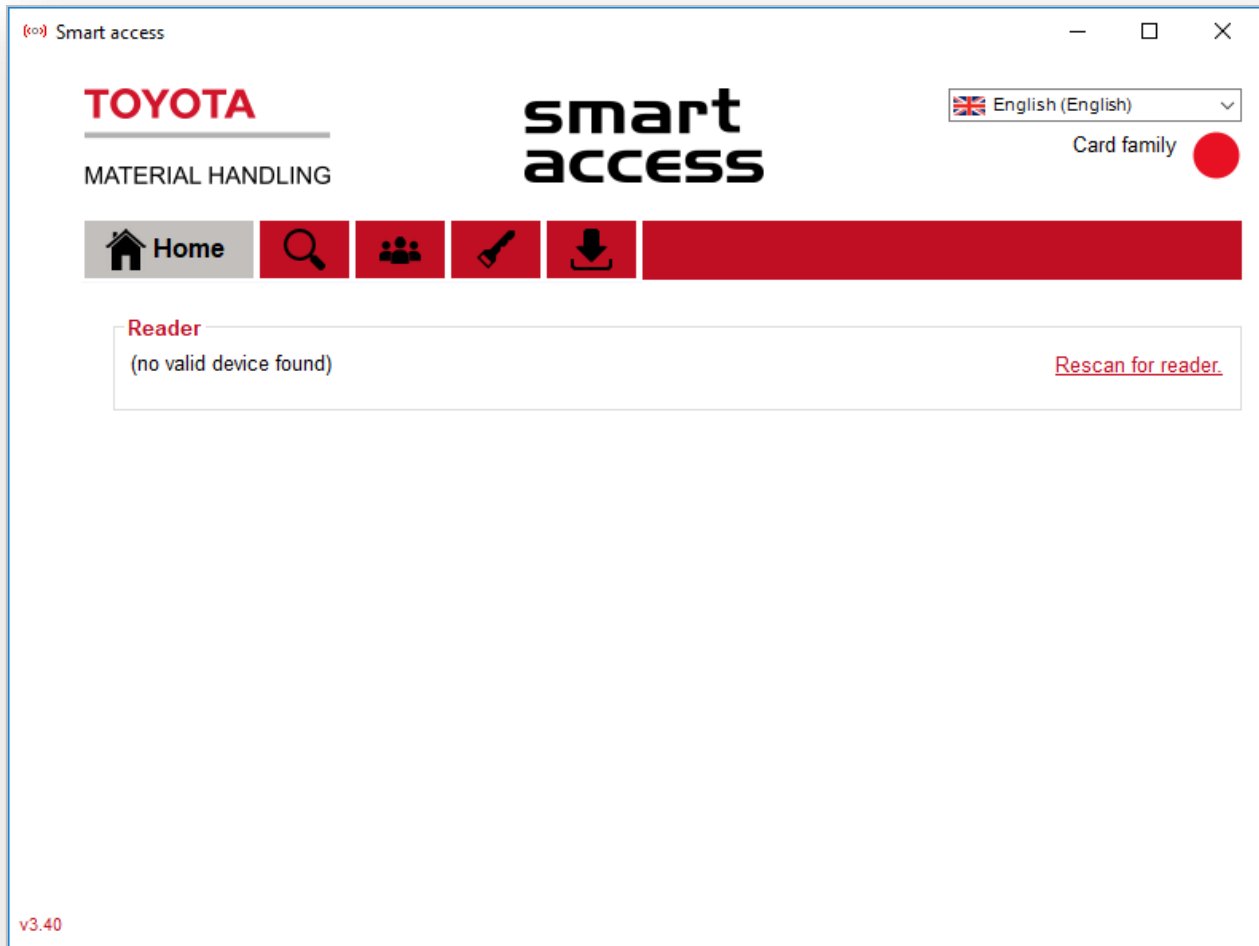 Smart access
TOYOTA
MATERIAL HANDLING
smart
access
English (English)
Card family
Home
Reader
(no valid device found)
Rescan for reader.
v3.40